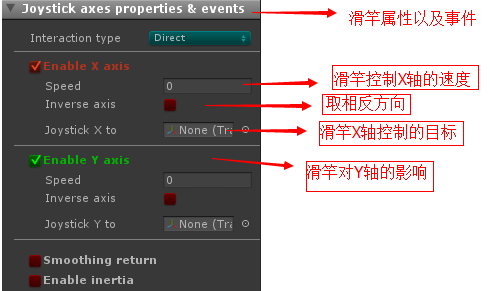 Joystick axes properties & events
滑竿属性以及事件
Interaction type
Direct
Enable X axis
Speed
0
滑竿控制X轴的速度
Inverse axis
取相反方向
Joystick X to
None (Tra
滑竿X轴控制的目标
Enable Y axis
滑竿对Y轴的影响
Speed
0
Inverse axis
Joystick Y to
None (Tra
Smoothing return
Enable inertia